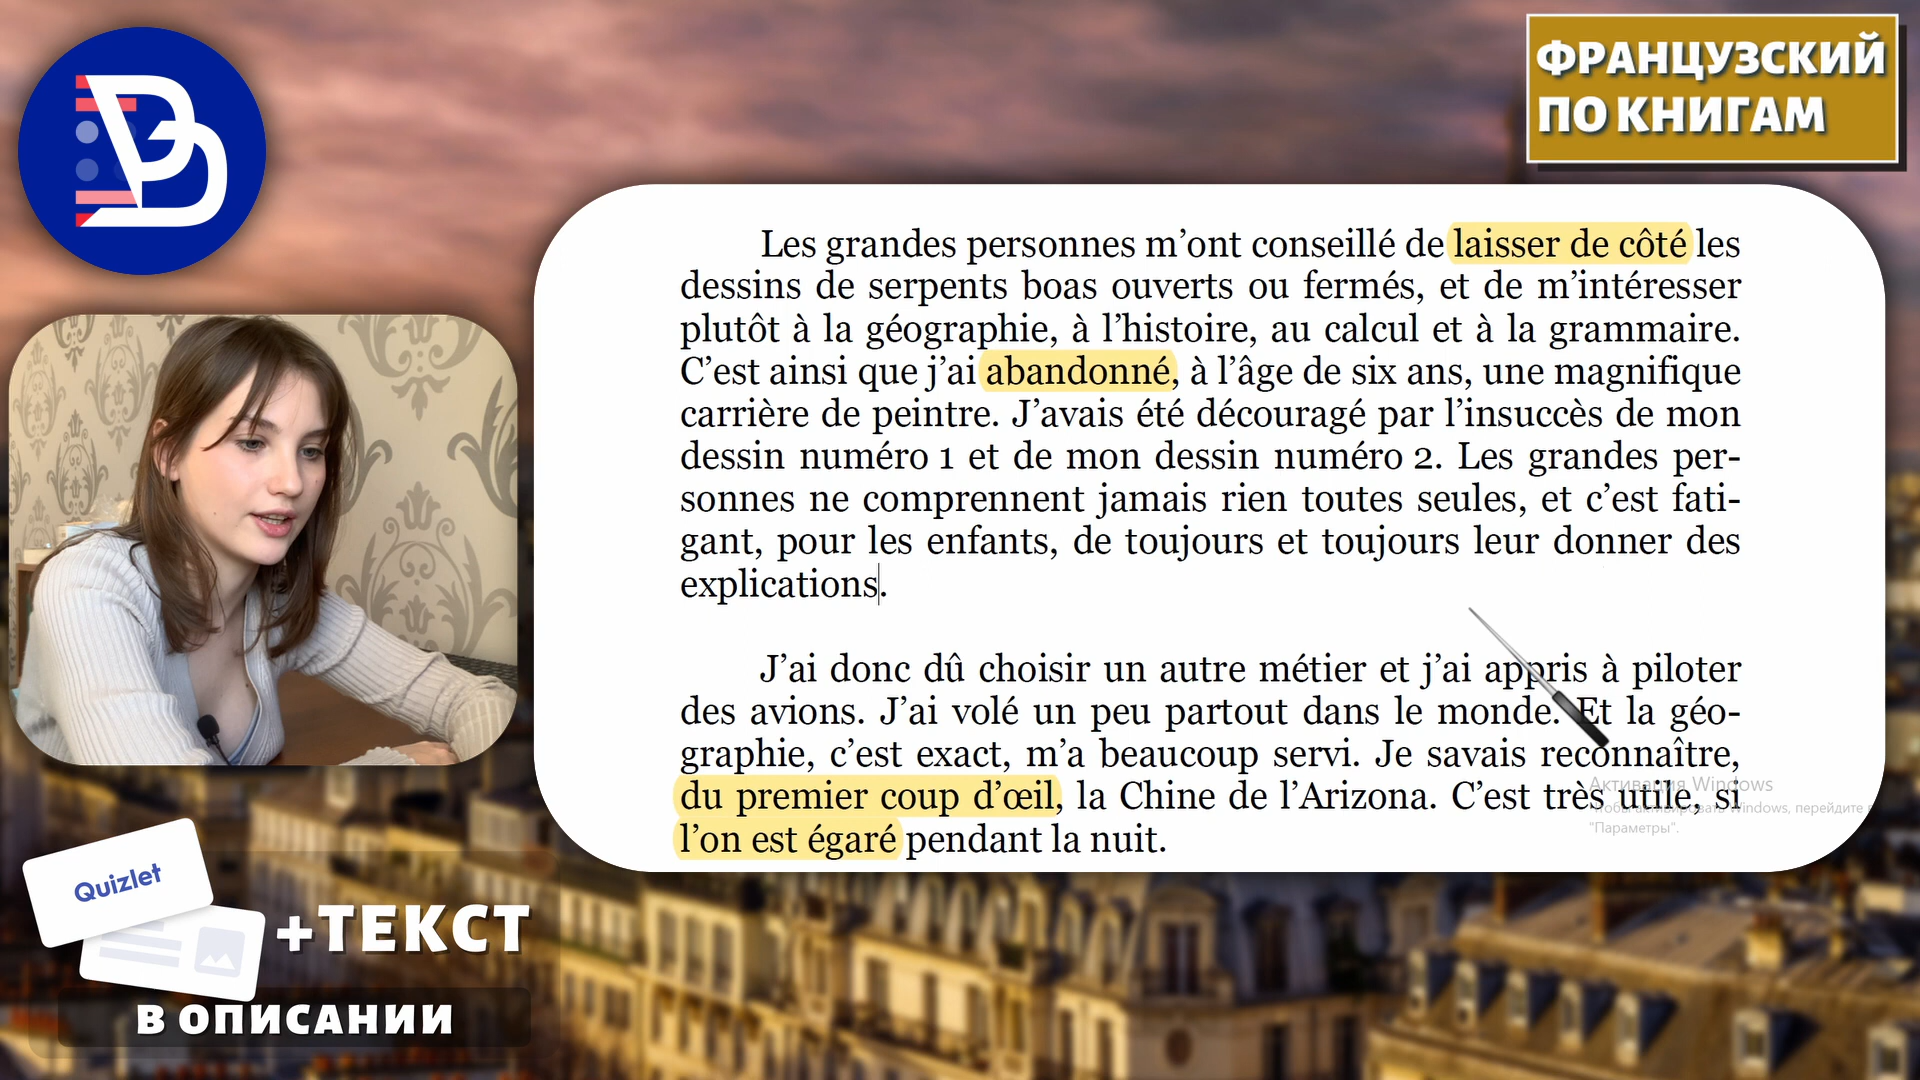 ФРАНЦУЗСКИЙ
ПО КНИГАМ
Les grandes personnes m’ont conseillé de laisser de côté les
dessins de serpents boas ouverts ou fermés, et de m’intéresser
plutôt à la géographie, à l’histoire, au calcul et à la grammaire.
C’est ainsi que j’ai abandonné, à l’âge de six ans, une magnifique
carrière de peintre. J’avais été découragé par l’insuccès de mon
dessin numéro 1 et de mon dessin numéro 2. Les grandes per-
sonnes ne comprennent jamais rien toutes seules, et c’est fati-
gant, pour les enfants, de toujours et toujours leur donner des
explications.
J’ai donc dû choisir un autre métier et j’ai appris à piloter
des avions. J’ai volé un peu partout dans le monde. Et la géo-
graphie, c’est exact, m’a beaucoup servi. Je savais reconnaître,
du premier coup d’œil, la Chine de l’Arizona. C’est très utile, si
l’on est égaré pendant la nuit.
Активация Windows
Чтобы активировать Windows, перейдите в
"Параметры".
Quizlet
+ТЕКСТ
В ОПИСАНИИ